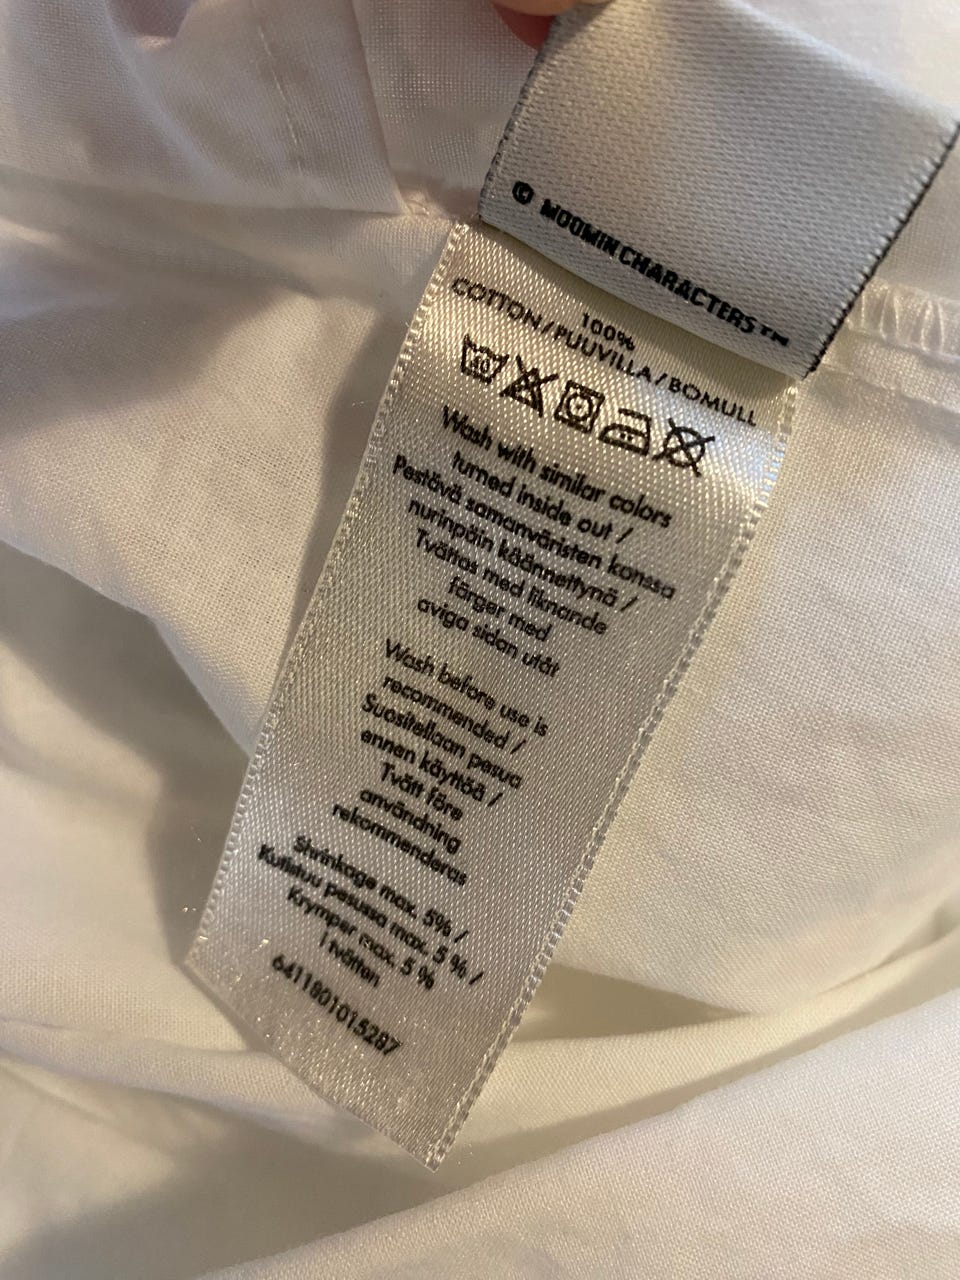 © MOOMIN CHARACTERS™
100%
COTTON/PUUVILLA/BOMULL
40
Wash with similar colors
turned inside out /
Pestävä samanväristen kanssa
nurinpäin käännettynä /
Tvättas med liknande
färger med
aviga sidan utåt
Wash before use is
recommended /
Suositellaan pesua
ennen käyttöä /
Tvätt före
användning
rekommenderas
Shrinkage max. 5% /
Kutistuu pesussa max. 5 % /
Krymper max. 5 %
i tvätten
6411801015287